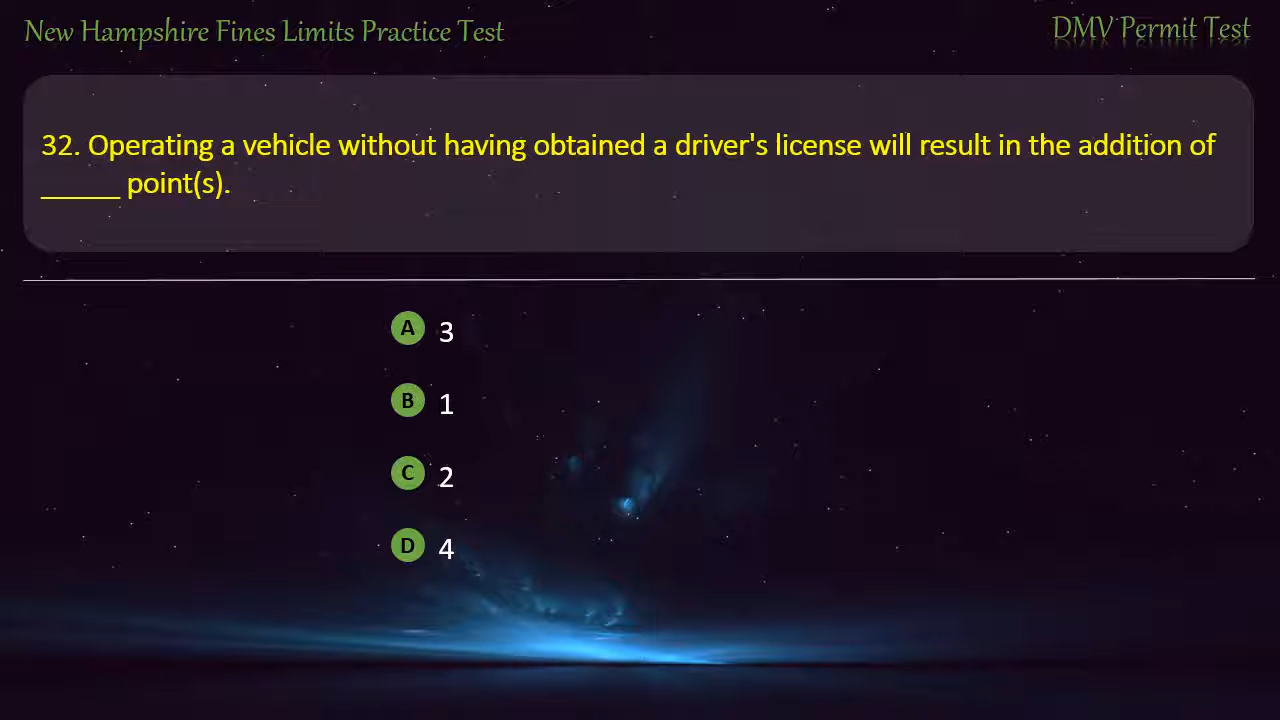 New Hampshire Fines Limits Practice Test
DMV Permit Test
32. Operating a vehicle without having obtained a driver's license will result in the addition of
_____ point(s).
A 3
B 1
C 2
D 4